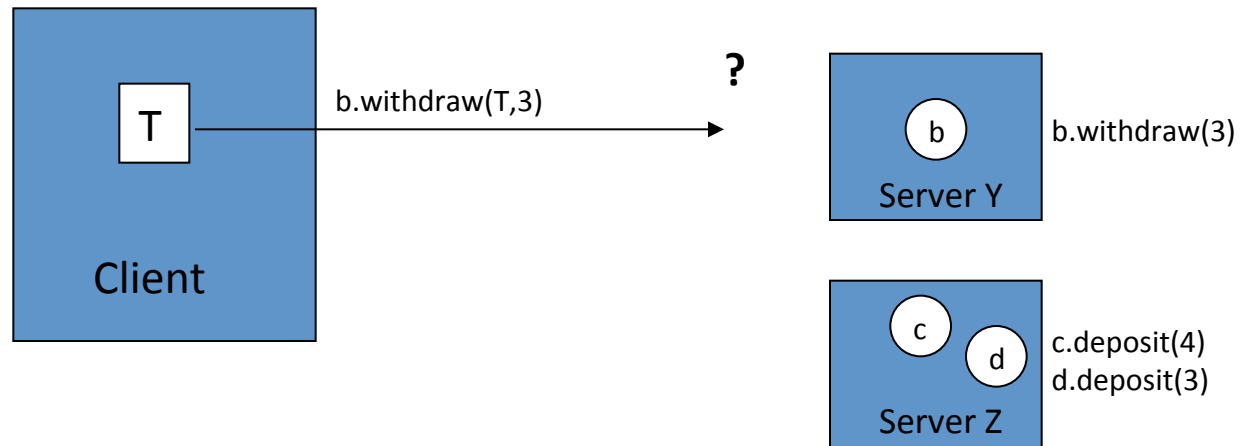 ?
b.withdraw(T,3)
T
Client
b
b.withdraw(3)
Server Y
c
d
c.deposit(4)
d.deposit(3)
Server Z